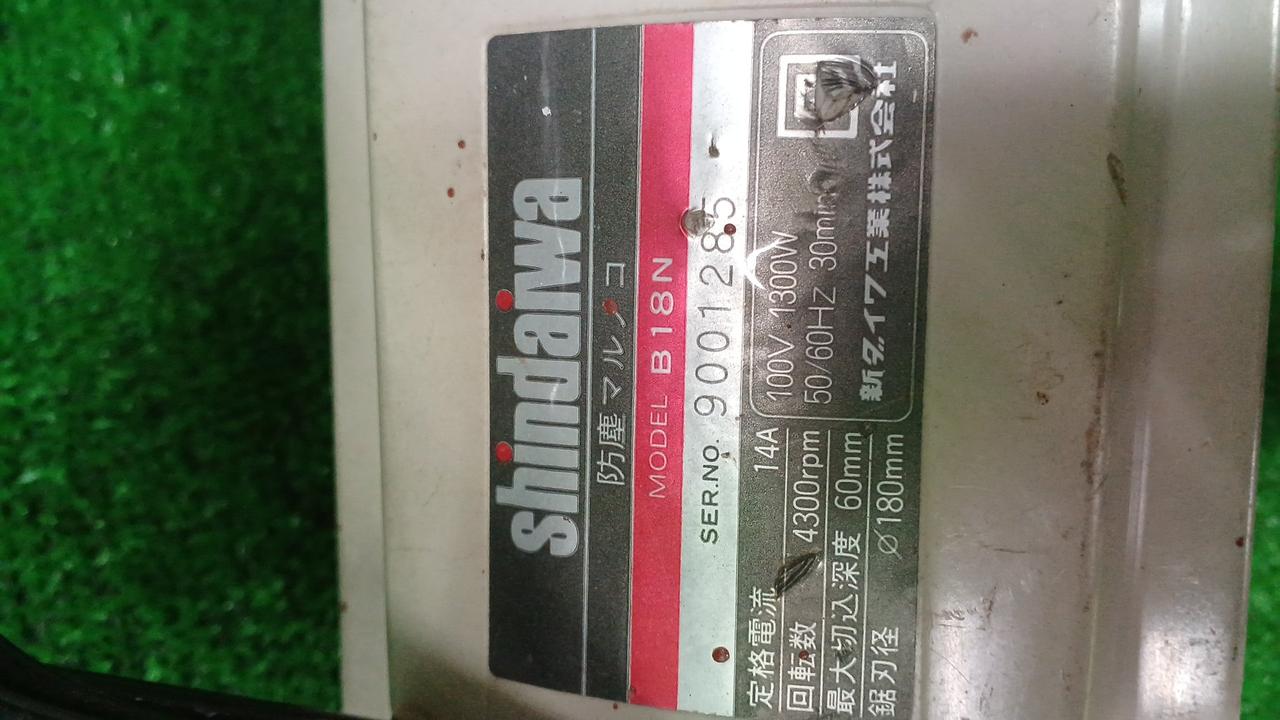 shindaiwa
防塵マルノコ
MODEL B18N
SER.NO. 9001285
定格電流 14A
回転数 4300rpm
最大切込深度 60mm
鋸刃径 ∅180mm
100V 1300W
50/60HZ 30min
新ダイワ工業株式会社